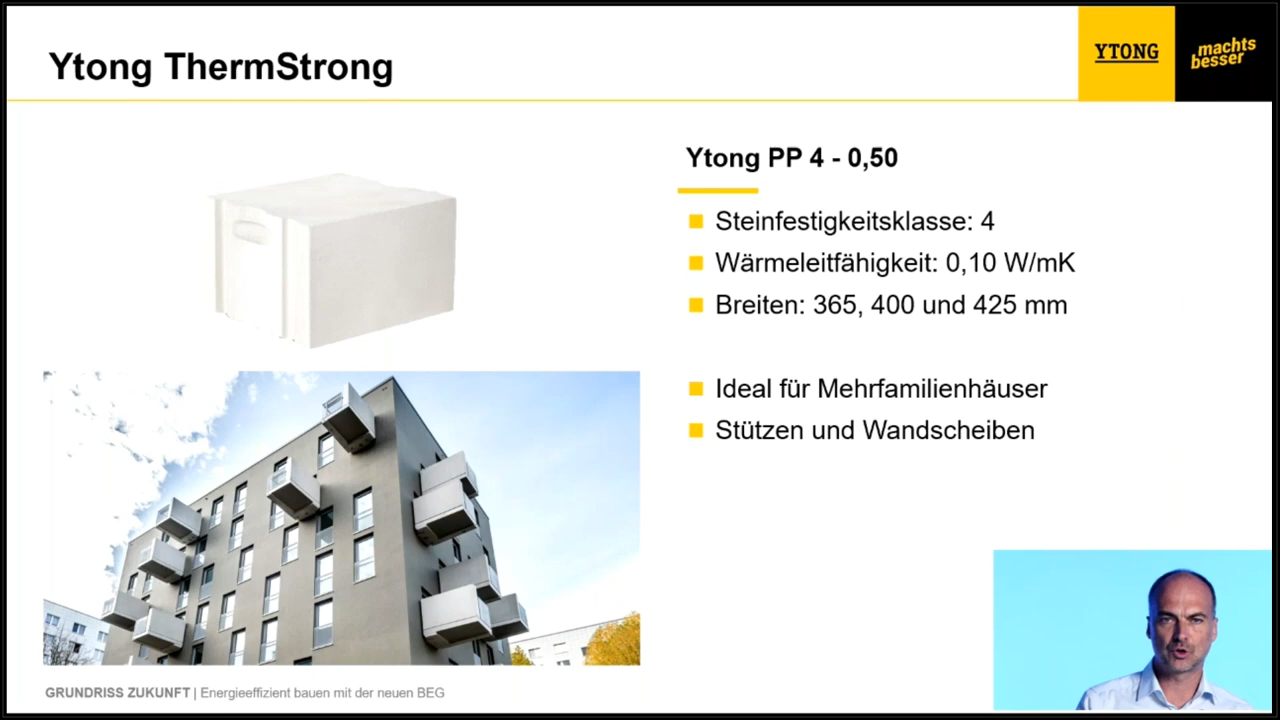 Ytong ThermStrong
YTONG
machts
besser
Ytong PP 4 - 0,50
Steinfestigkeitsklasse: 4
Wärmeleitfähigkeit: 0,10 W/mK
Breiten: 365, 400 und 425 mm
Ideal für Mehrfamilienhäuser
Stützen und Wandscheiben
GRUNDRISS ZUKUNFT | Energieeffizient bauen mit der neuen BEG